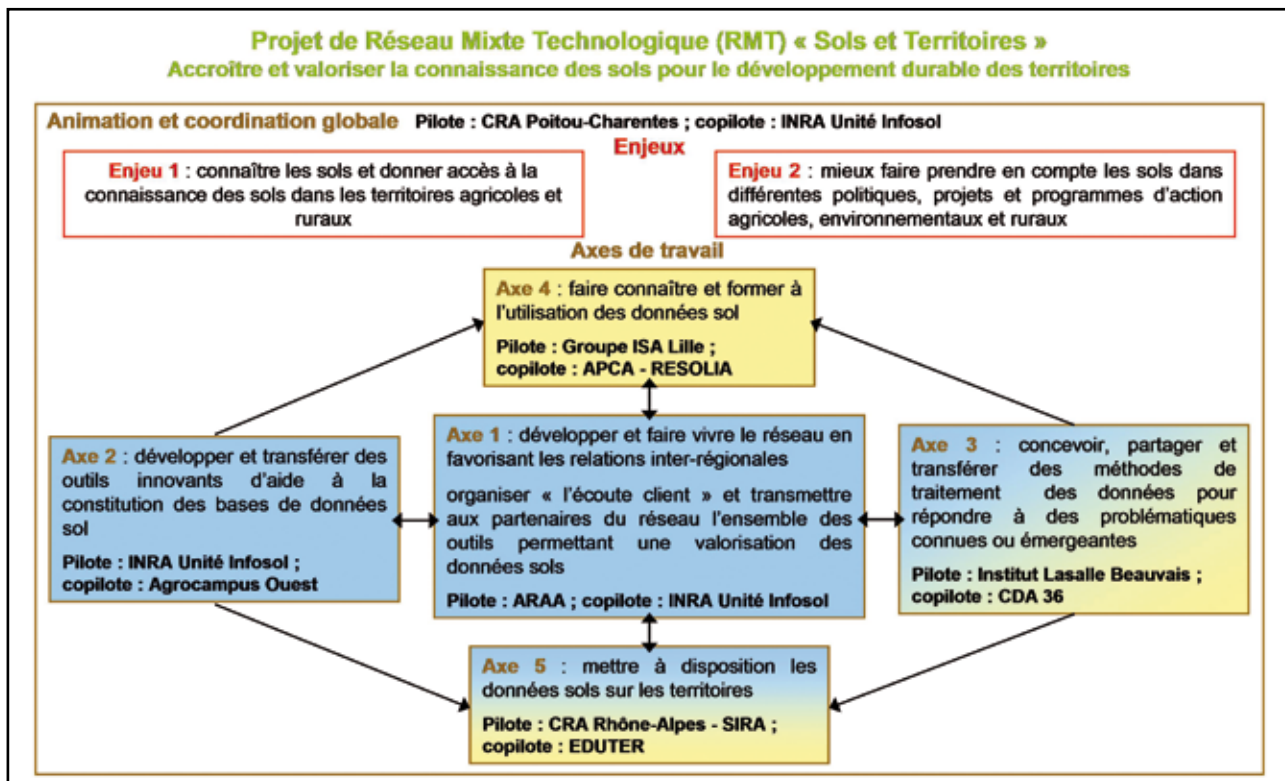 Projet de Réseau Mixte Technologique (RMT) « Sols et Territoires »
Accroître et valoriser la connaissance des sols pour le développement durable des territoires
Animation et coordination globale Pilote : CRA Poitou-Charentes ; copilote : INRA Unité Infosol
Enjeux
Enjeu 1 : connaître les sols et donner accès à la
connaissance des sols dans les territoires agricoles et
ruraux
Enjeu 2 : mieux faire prendre en compte les sols dans
différentes politiques, projets et programmes d'action
agricoles, environnementaux et ruraux
Axes de travail
Axe 4 : faire connaître et former à
l'utilisation des données sol
Pilote : Groupe ISA Lille ;
copilote : APCA - RESOLIA
Axe 2 : développer et transférer des
outils innovants d'aide à la
constitution des bases de données
sol
Pilote : INRA Unité Infosol ;
copilote : Agrocampus Ouest
Axe 1 : développer et faire vivre le réseau en
favorisant les relations inter-régionales
organiser « l'écoute client » et transmettre
aux partenaires du réseau l'ensemble des
outils permettant une valorisation des
données sols
Pilote : ARAA ; copilote : INRA Unité Infosol
Axe 3 : concevoir, partager et
transférer des méthodes de
traitement des données pour
répondre à des problématiques
connues ou émergeantes
Pilote : Institut Lasalle Beauvais ;
copilote : CDA 36
Axe 5 : mettre à disposition les
données sols sur les territoires
Pilote : CRA Rhône-Alpes - SIRA ;
copilote : EDUTER